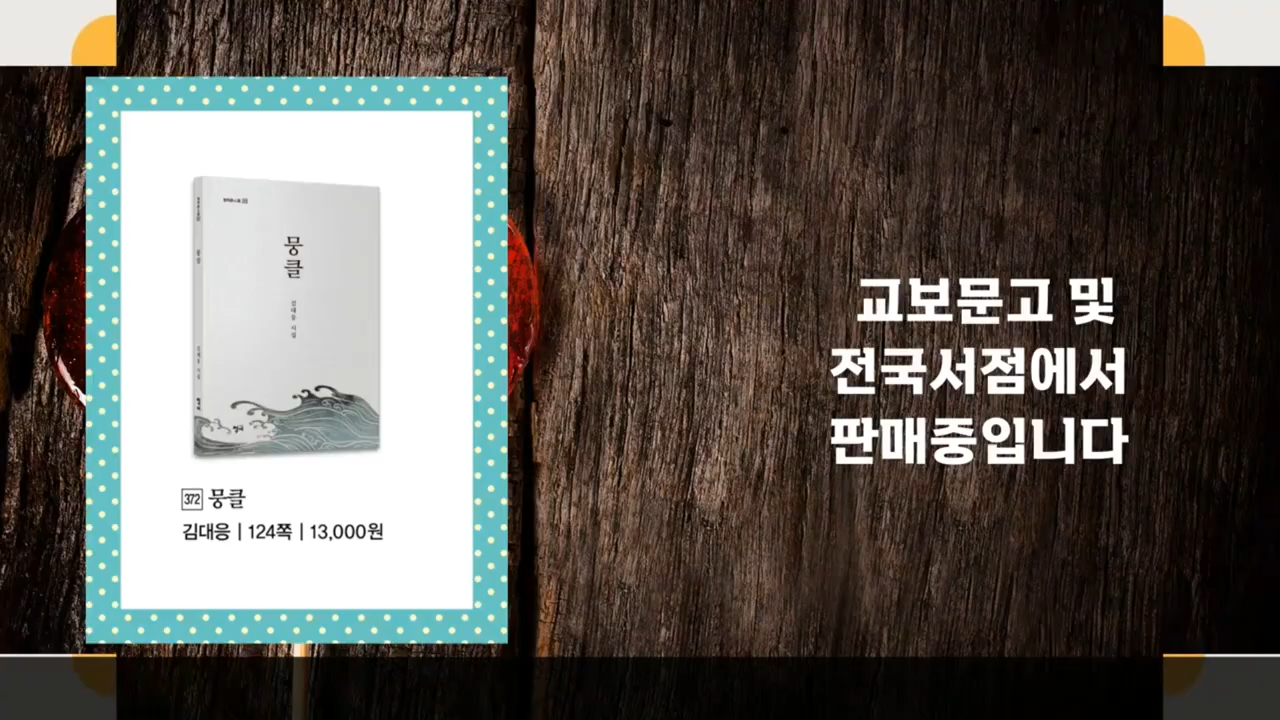 뭉클
김대응 시집
372 뭉클
김대응 | 124쪽 | 13,000원
교보문고 및
전국서점에서
판매중입니다